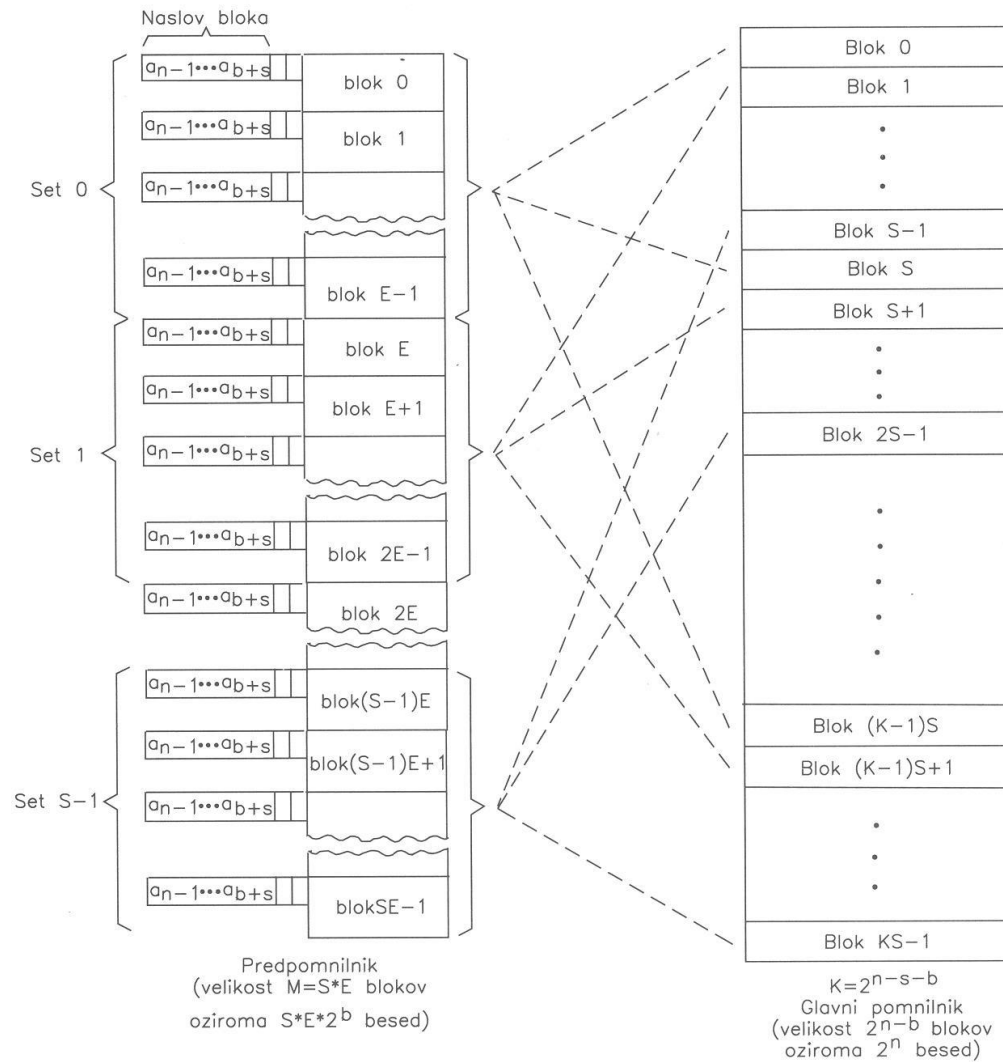 Naslov bloka
an−1•••ab+s
blok 0
an−1•••ab+s
blok 1
an−1•••ab+s
Set 0
an−1•••ab+s
blok E−1
an−1•••ab+s
blok E
an−1•••ab+s
blok E+1
an−1•••ab+s
Set 1
an−1•••ab+s
blok 2E−1
an−1•••ab+s
blok 2E
an−1•••ab+s
blok(S−1)E
an−1•••ab+s
blok(S−1)E+1
an−1•••ab+s
Set S−1
an−1•••ab+s
blokSE−1
Predpomnilnik
(velikost M=S*E blokov
oziroma S*E*2^b besed)
Blok 0
Blok 1
Blok S−1
Blok S
Blok S+1
Blok 2S−1
Blok (K−1)S
Blok (K−1)S+1
Blok KS−1
K=2^n−s−b
Glavni pomnilnik
(velikost 2^n−b blokov
oziroma 2^n besed)